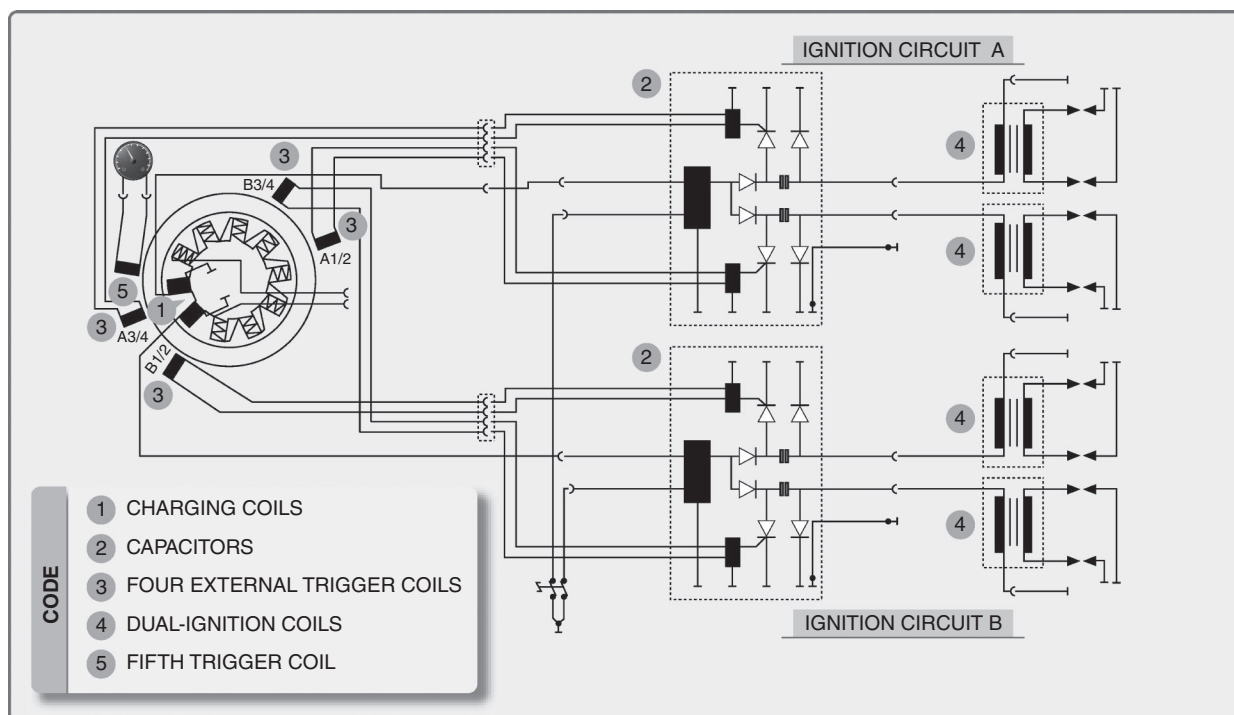 IGNITION CIRCUIT A
2
4
3
B3/4
3
A1/2
4
5
1
3
A3/4
B1/2
3
2
4
4
IGNITION CIRCUIT B
CODE
1 CHARGING COILS
2 CAPACITORS
3 FOUR EXTERNAL TRIGGER COILS
4 DUAL-IGNITION COILS
5 FIFTH TRIGGER COIL